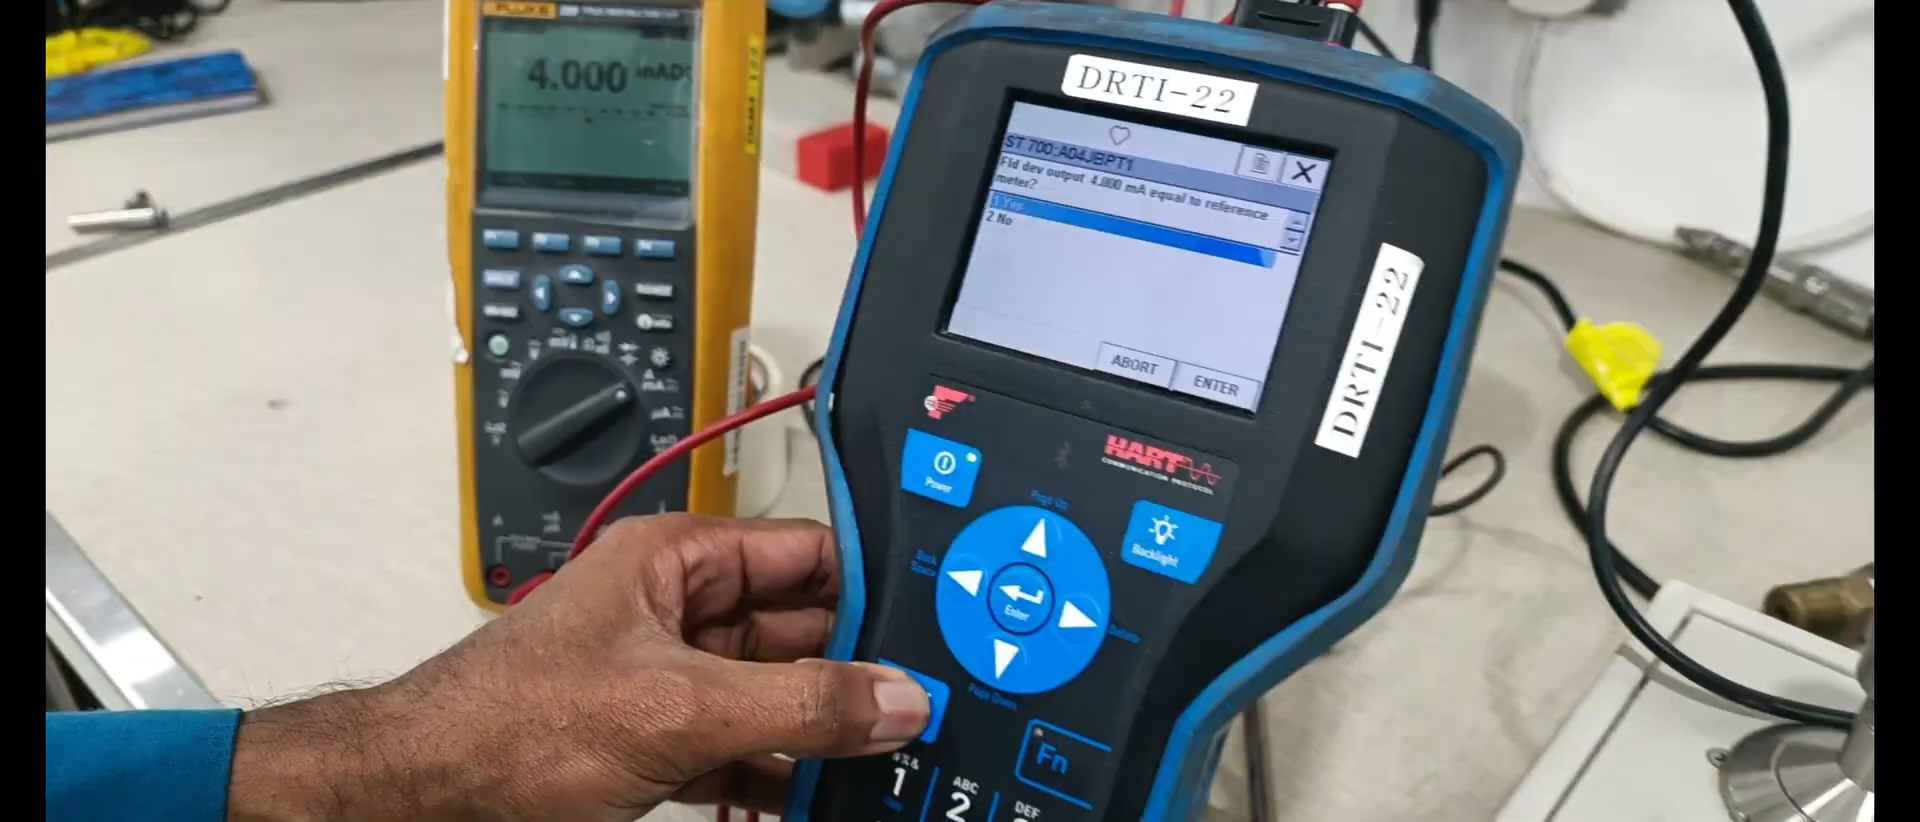 FLUKE
4.000 mADC
DRTI-22
ST 700:A04JBPT1
Fld dev output 4.000 mA equal to reference
meter?
1 Yes
2 No
ABORT
ENTER
DRTI-22
HART
COMMUNICATION PROTOCOL
Power
Page Up
Backlight
Back
Space
Enter
Delete
Page Down
Fn
#%&
1
ABC
2
DEF